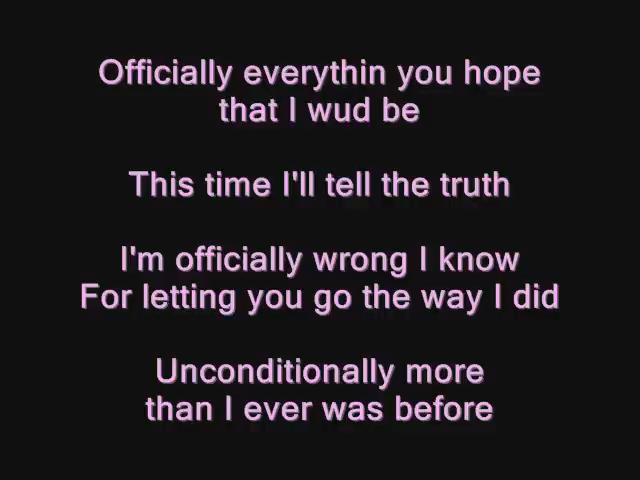 Officially everythin you hope
that I wud be
This time I'll tell the truth
I'm officially wrong I know
For letting you go the way I did
Unconditionally more
than I ever was before